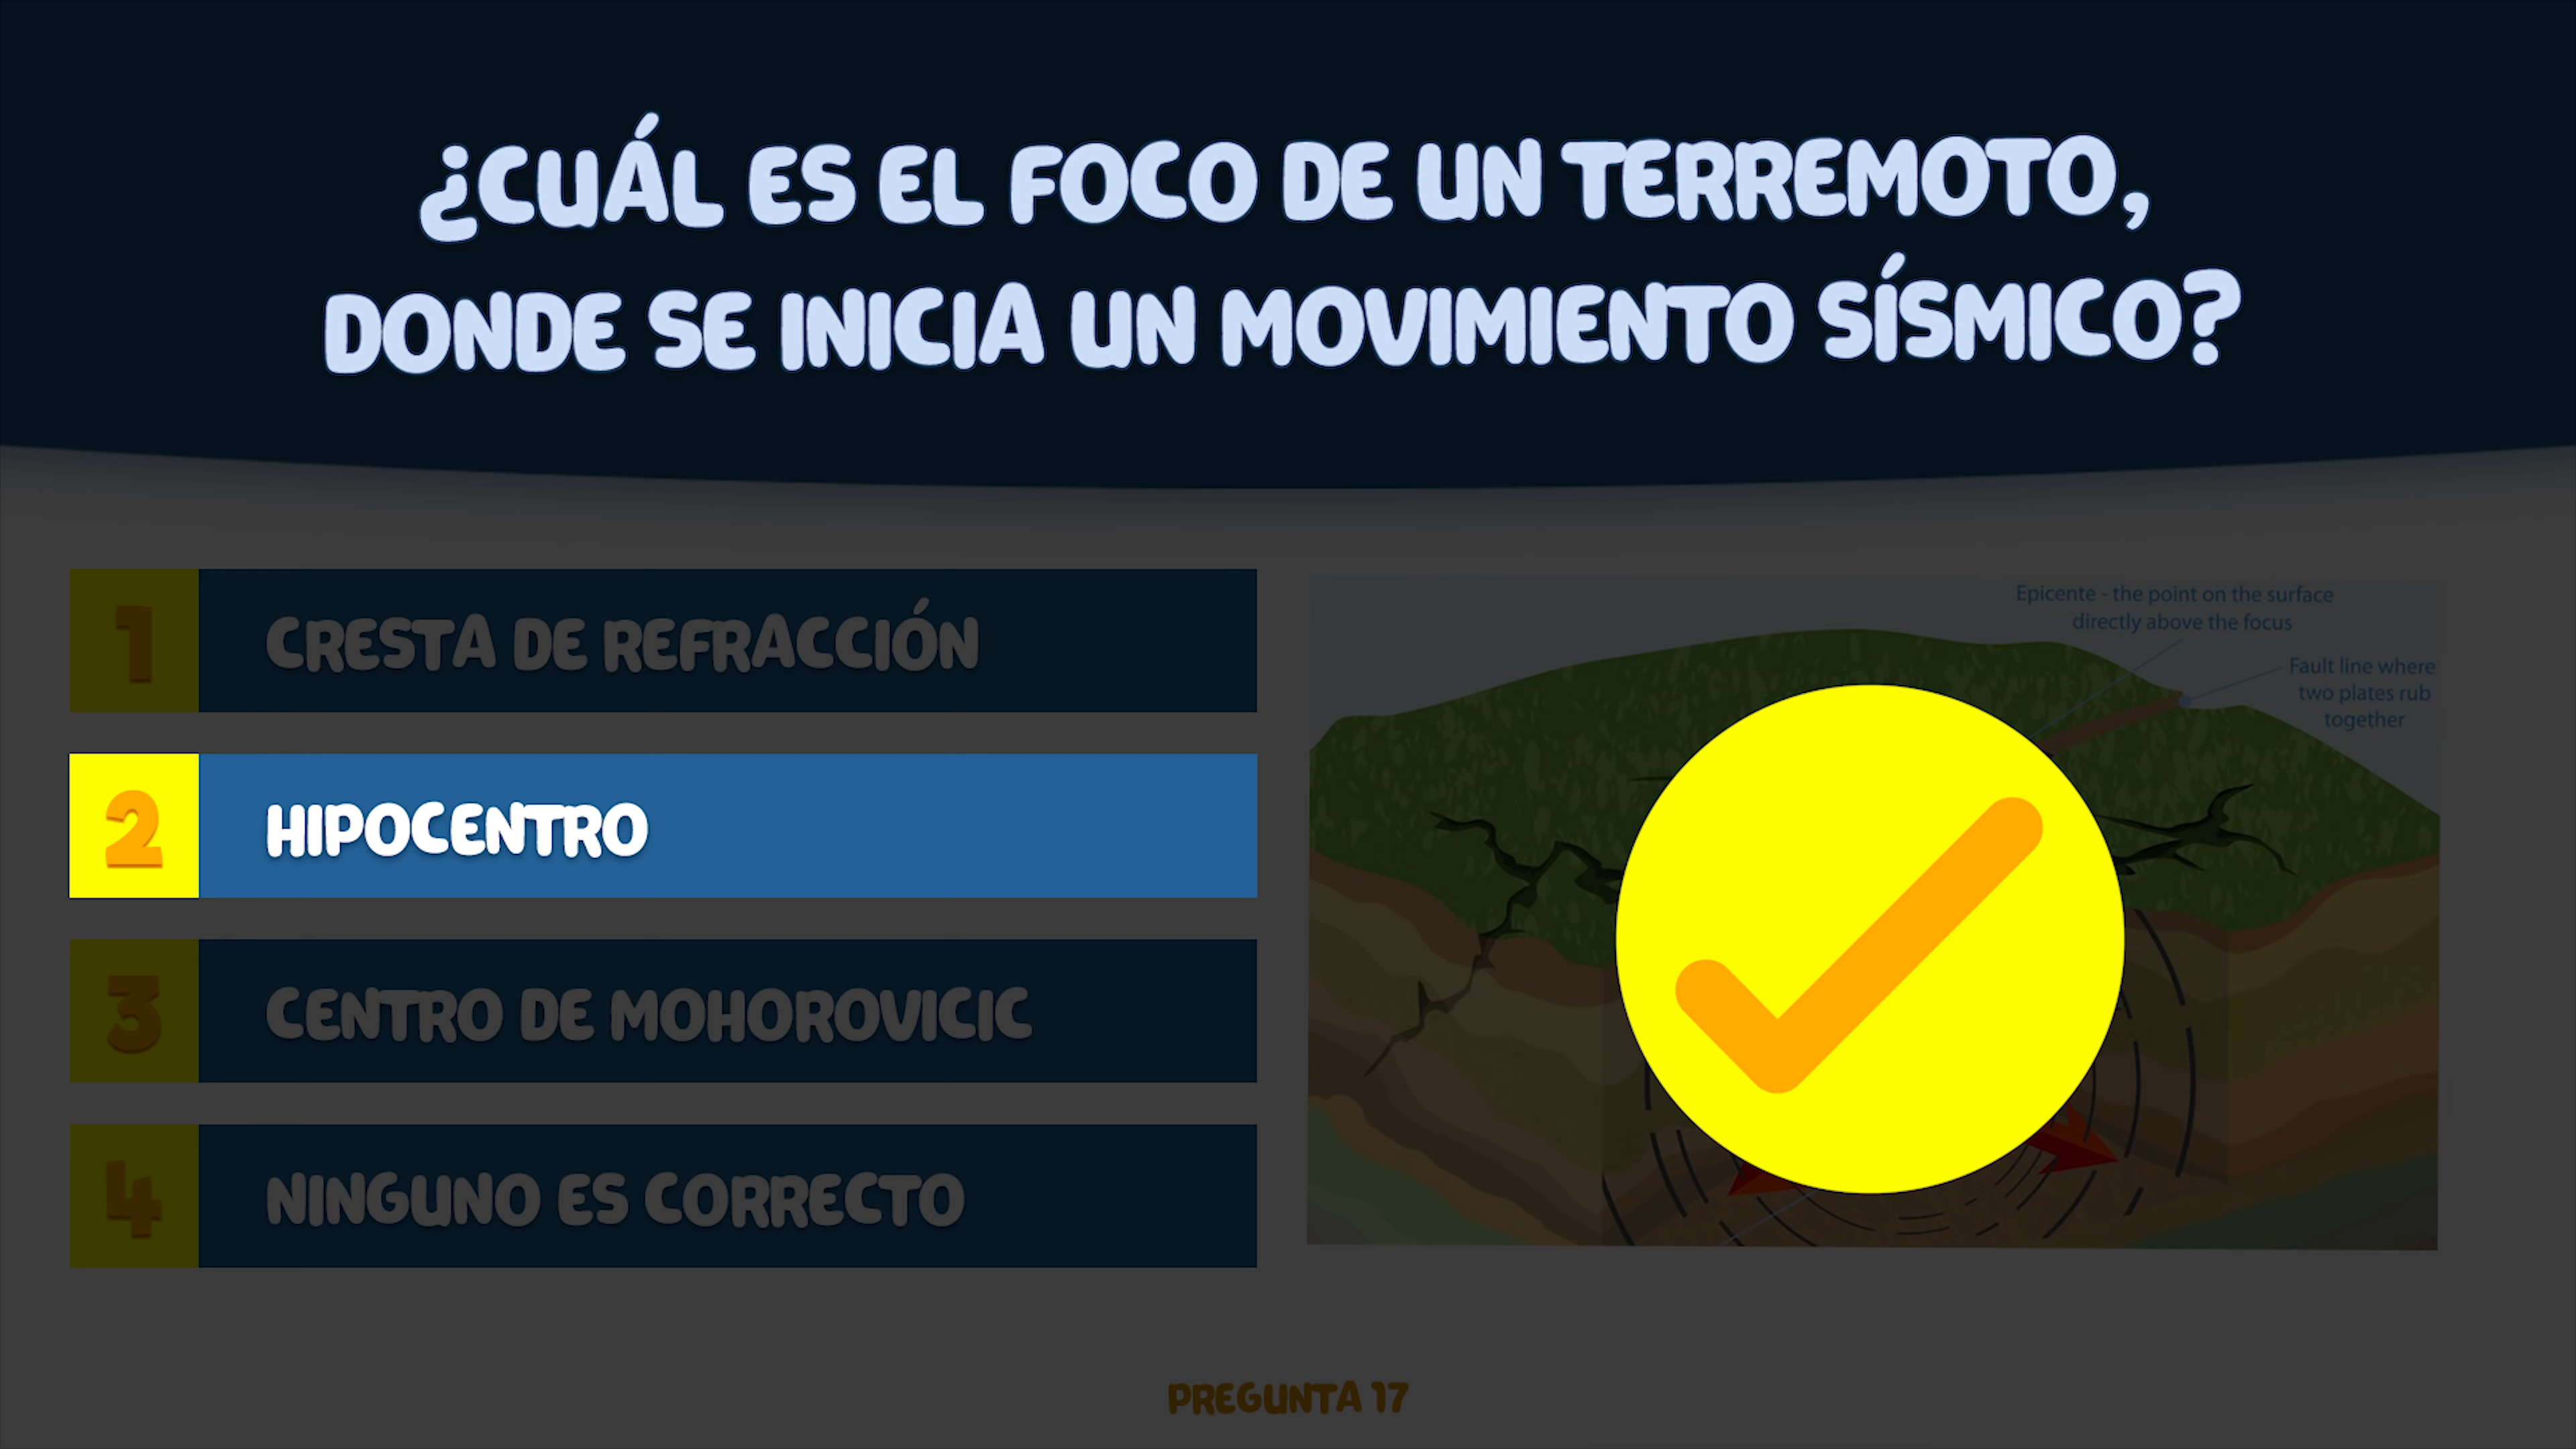 ¿CUÁL ES EL FOCO DE UN TERREMOTO,
DONDE SE INICIA UN MOVIMIENTO SÍSMICO?
1 CRESTA DE REFRACCIÓN
2 HIPOCENTRO
3 CENTRO DE MOHOROVICIC
4 NINGUNO ES CORRECTO
Epicente - the point on the surface
directly above the focus
Fault line where
two plates rub
together
PREGUNTA 17